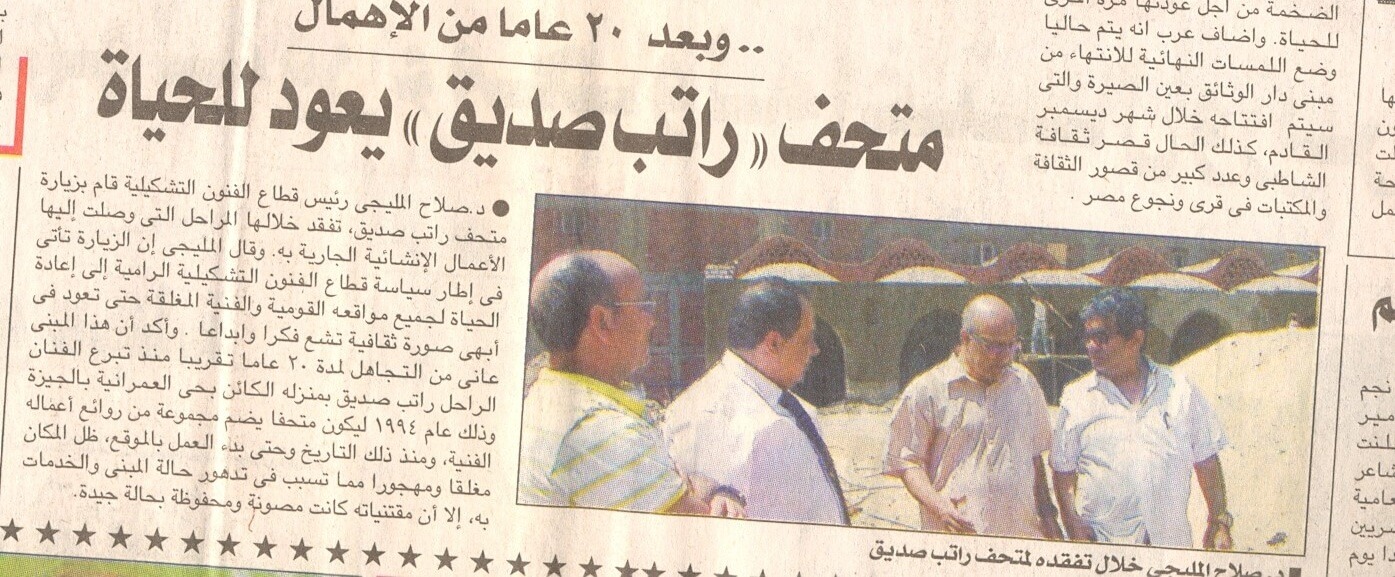 الضخمة من أجل عودتها مرة أخرى
للحياة. واضاف عرب انه يتم حاليا
وضع اللمسات النهائية للانتهاء من
مبنى دار الوثائق بعين الصيرة والتى
سيتم افتتاحه خلال شهر ديسمبر
القادم، كذلك الحال قصر ثقافة
الشاطبى وعدد كبير من قصور الثقافة
والمكتبات فى قرى ونجوع مصر .
.. وبعد ٢٠ عاما من الإهمال
متحف «راتب صديق» يعود للحياة
● د.صلاح المليجى رئيس قطاع الفنون التشكيلية قام بزيارة
متحف راتب صديق، تفقد خلالها المراحل التى وصلت إليها
الأعمال الإنشائية الجارية به. وقال المليجى إن الزيارة تأتى
فى إطار سياسة قطاع الفنون التشكيلية الرامية إلى إعادة
الحياة لجميع مواقعه القومية والفنية المغلقة حتى تعود فى
أبهى صورة ثقافية تشع فكرا وابداعا . وأكد أن هذا المبنى
عانى من التجاهل لمدة ٢٠ عاما تقريبا منذ تبرع الفنان
الراحل راتب صديق بمنزله الكائن بحى العمرانية بالجيزة
وذلك عام ١٩٩٤ ليكون متحفا يضم مجموعة من روائع أعماله
الفنية، ومنذ ذلك التاريخ وحتى بدء العمل بالموقع، ظل المكان
مغلقا ومهجورا مما تسبب فى تدهور حالة المبنى والخدمات
به، إلا أن مقتنياته كانت مصونة ومحفوظة بحالة جيدة.
د. صلاح المليجى خلال تفقده لمتحف راتب صديق
نجم
عامية
يوم